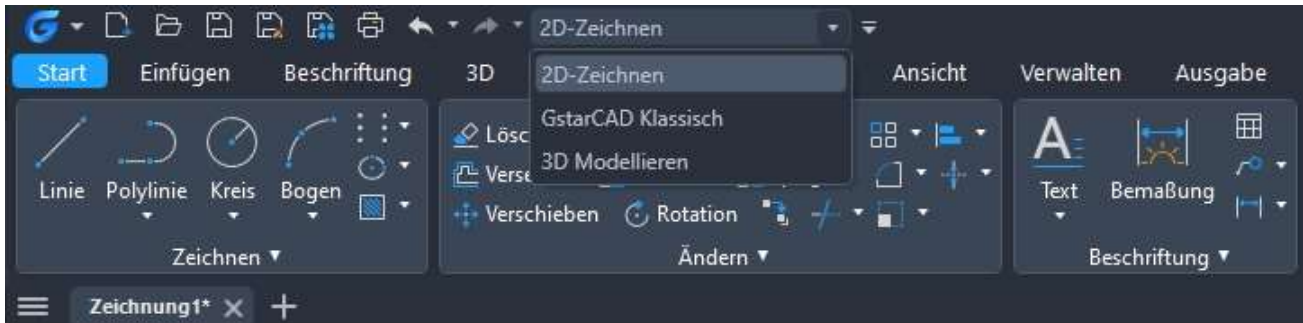 2D-Zeichnen
Start Einfügen Beschriftung 3D 2D-Zeichnen Ansicht Verwalten Ausgabe
GstarCAD Klassisch
3D Modellieren
Linie Polylinie Kreis Bogen Text Bemaßung
Verschieben Rotation
Zeichnen Ändern Beschriftung
Zeichnung1*